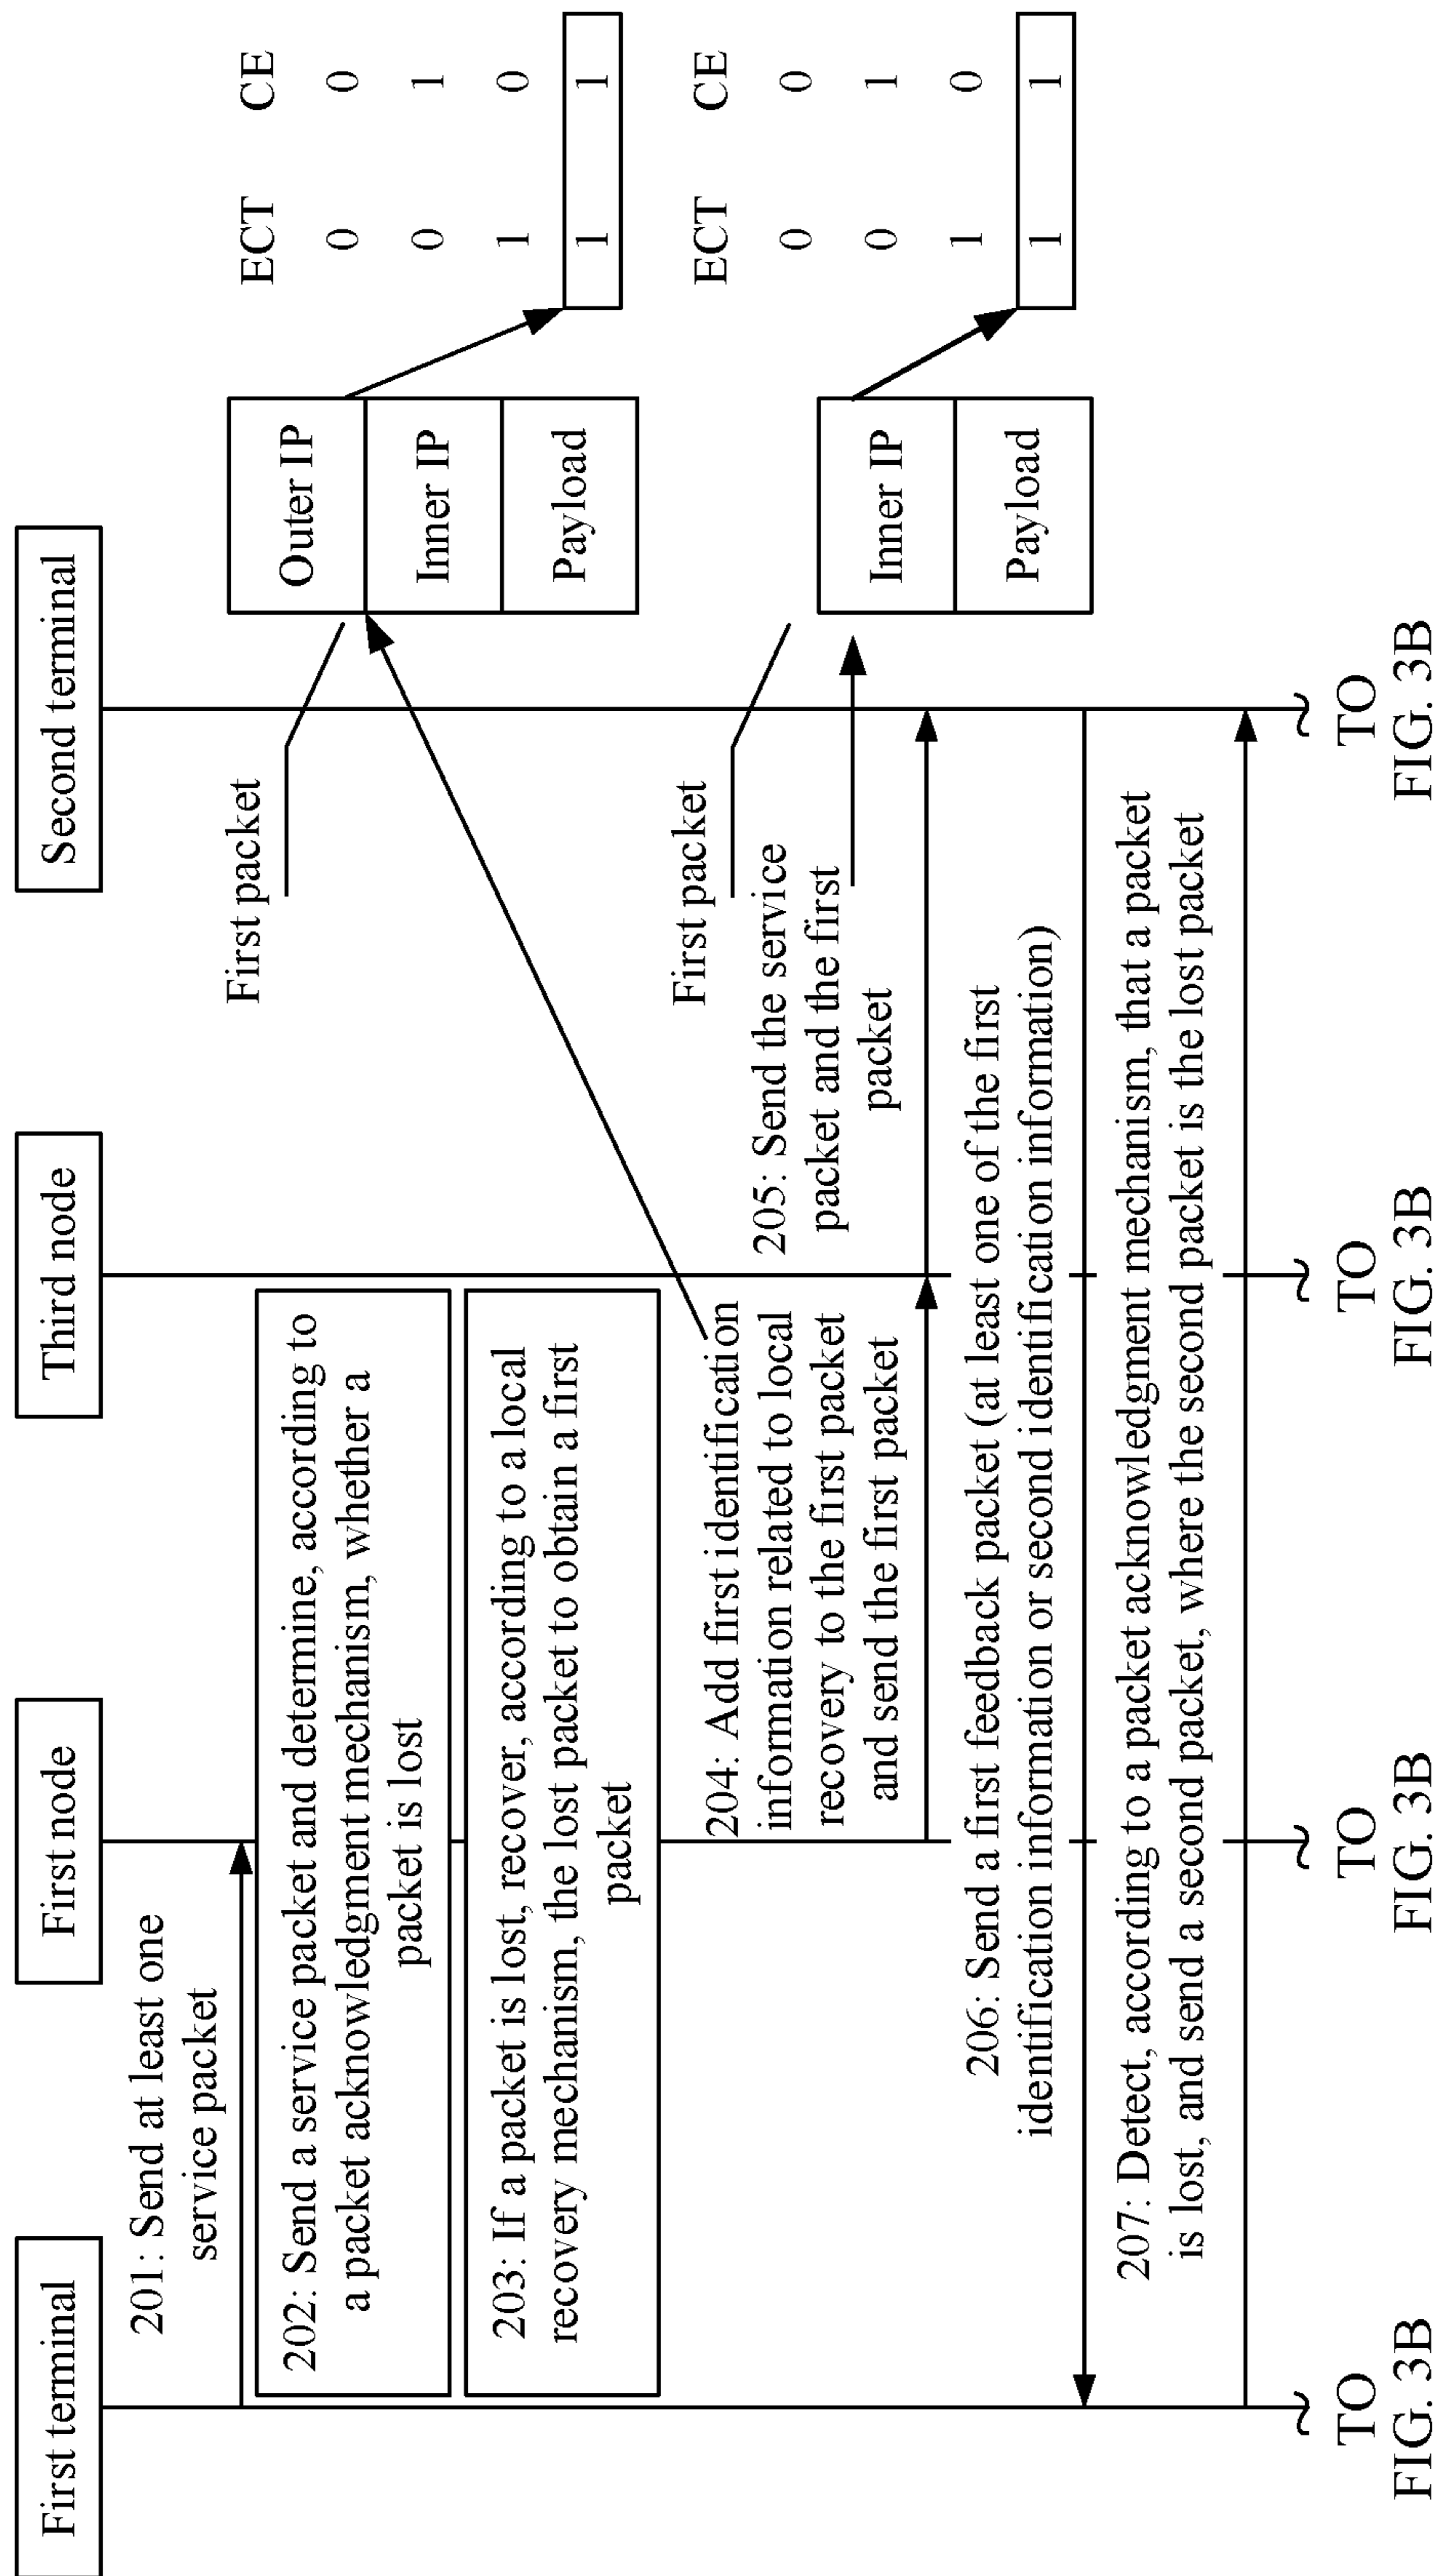 First terminal
First node
Third node
Second terminal
201: Send at least one
service packet
202: Send a service packet and determine, according to
a packet acknowledgment mechanism, whether a
packet is lost
203: If a packet is lost, recover, according to a local
recovery mechanism, the lost packet to obtain a first
packet
First packet
Outer IP
Inner IP
Payload
ECT CE
0 0
0 1
1 0
1 1
204: Add first identification
information related to local
recovery to the first packet
and send the first packet
First packet
205: Send the service
packet and the first
packet
Inner IP
Payload
ECT CE
0 0
0 1
1 0
1 1
206: Send a first feedback packet (at least one of the first
identification information or second identification information)
207: Detect, according to a packet acknowledgment mechanism, that a packet
is lost, and send a second packet, where the second packet is the lost packet
TO
FIG. 3B
TO
FIG. 3B
TO
FIG. 3B
TO
FIG. 3B